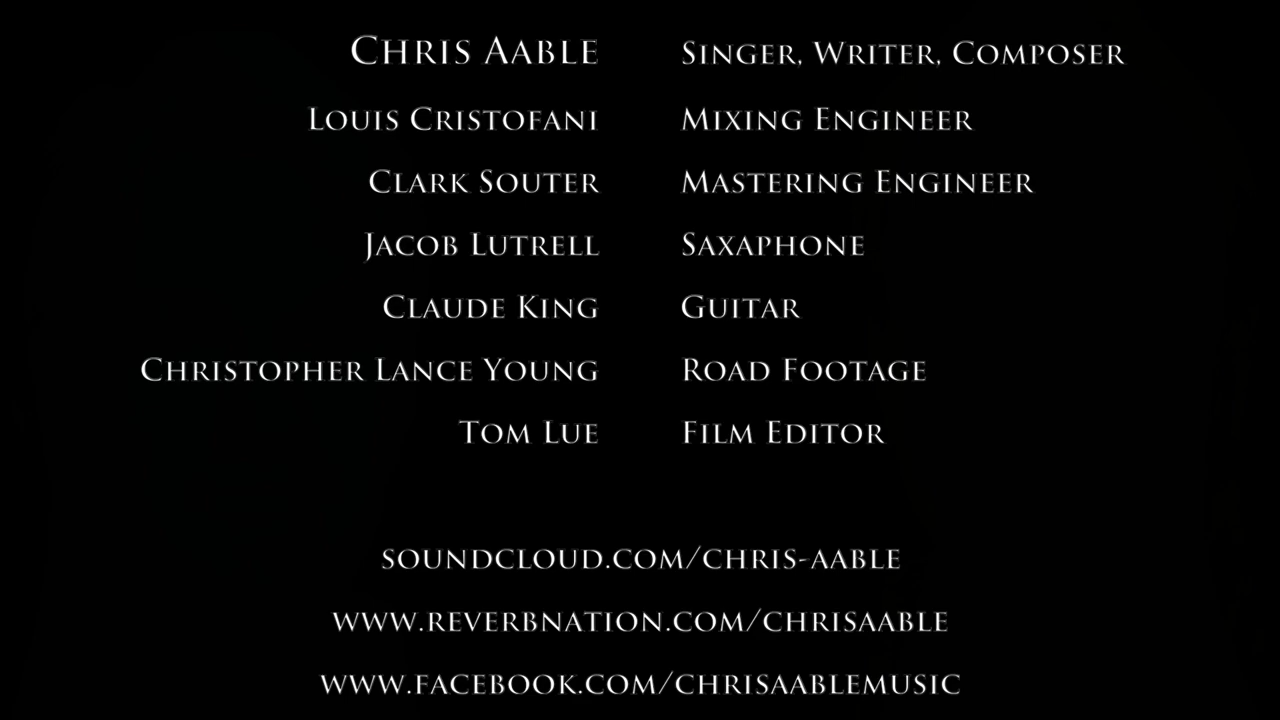 Chris Aable Singer, Writer, Composer
Louis Cristofani Mixing Engineer
Clark Souter Mastering Engineer
Jacob Lutrell Saxaphone
Claude King Guitar
Christopher Lance Young Road Footage
Tom Lue Film Editor
soundcloud.com/chris-aable
www.reverbnation.com/chrisaable
www.facebook.com/chrisaablemusic